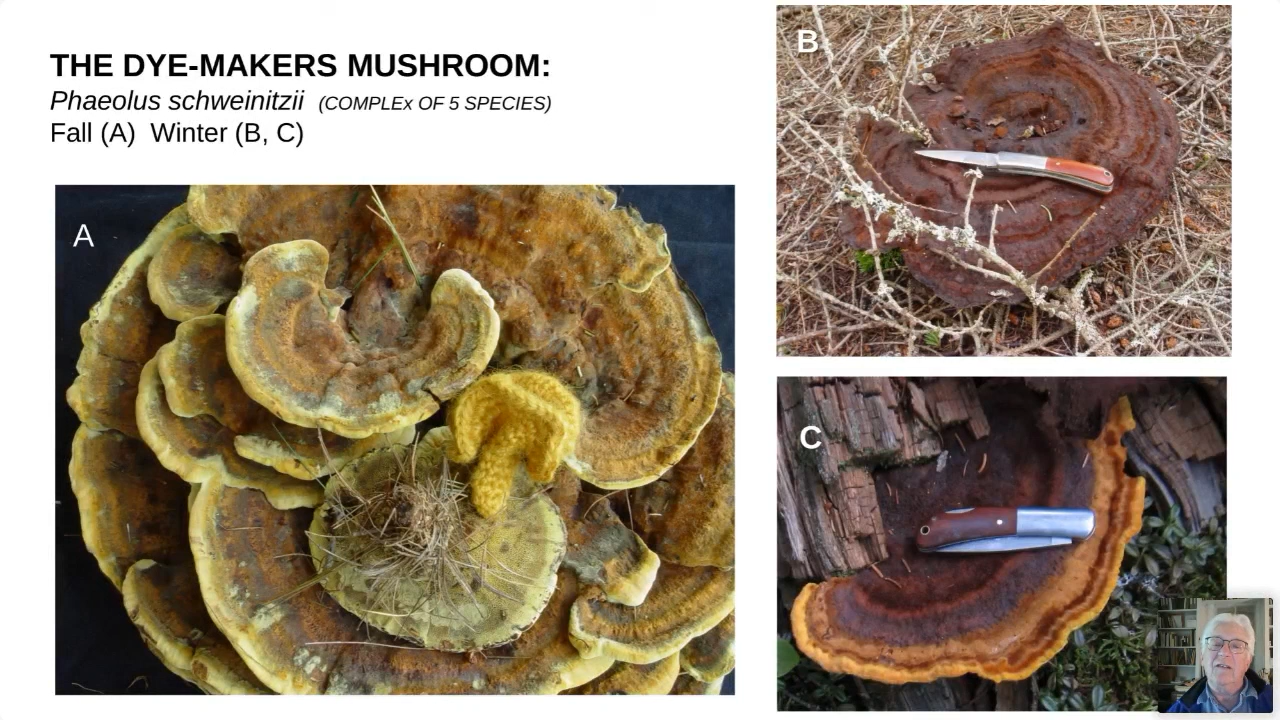 THE DYE-MAKERS MUSHROOM:
Phaeolus schweinitzii (COMPLEx OF 5 SPECIES)
Fall (A) Winter (B, C)
A
B
C